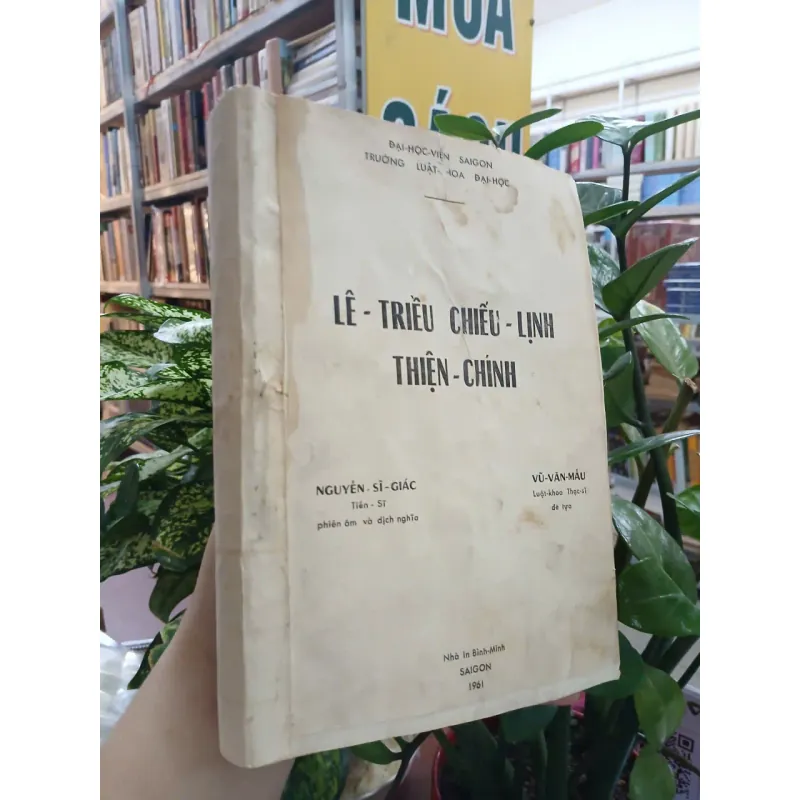 MUA
SÁCH
ĐẠI-HỌC-VIỆN SAIGON
TRƯỜNG LUẬT-KHOA ĐẠI-HỌC
LÊ - TRIỀU CHIẾU - LỊNH
THIỆN - CHÍNH
NGUYỄN - SĨ - GIÁC
Tiến - Sĩ
phiên âm và dịch nghĩa
VŨ-VĂN-MẪU
Luật-khoa Thạc-sĩ
đề tựa
Nhà in Bình-Minh
SAIGON
1961